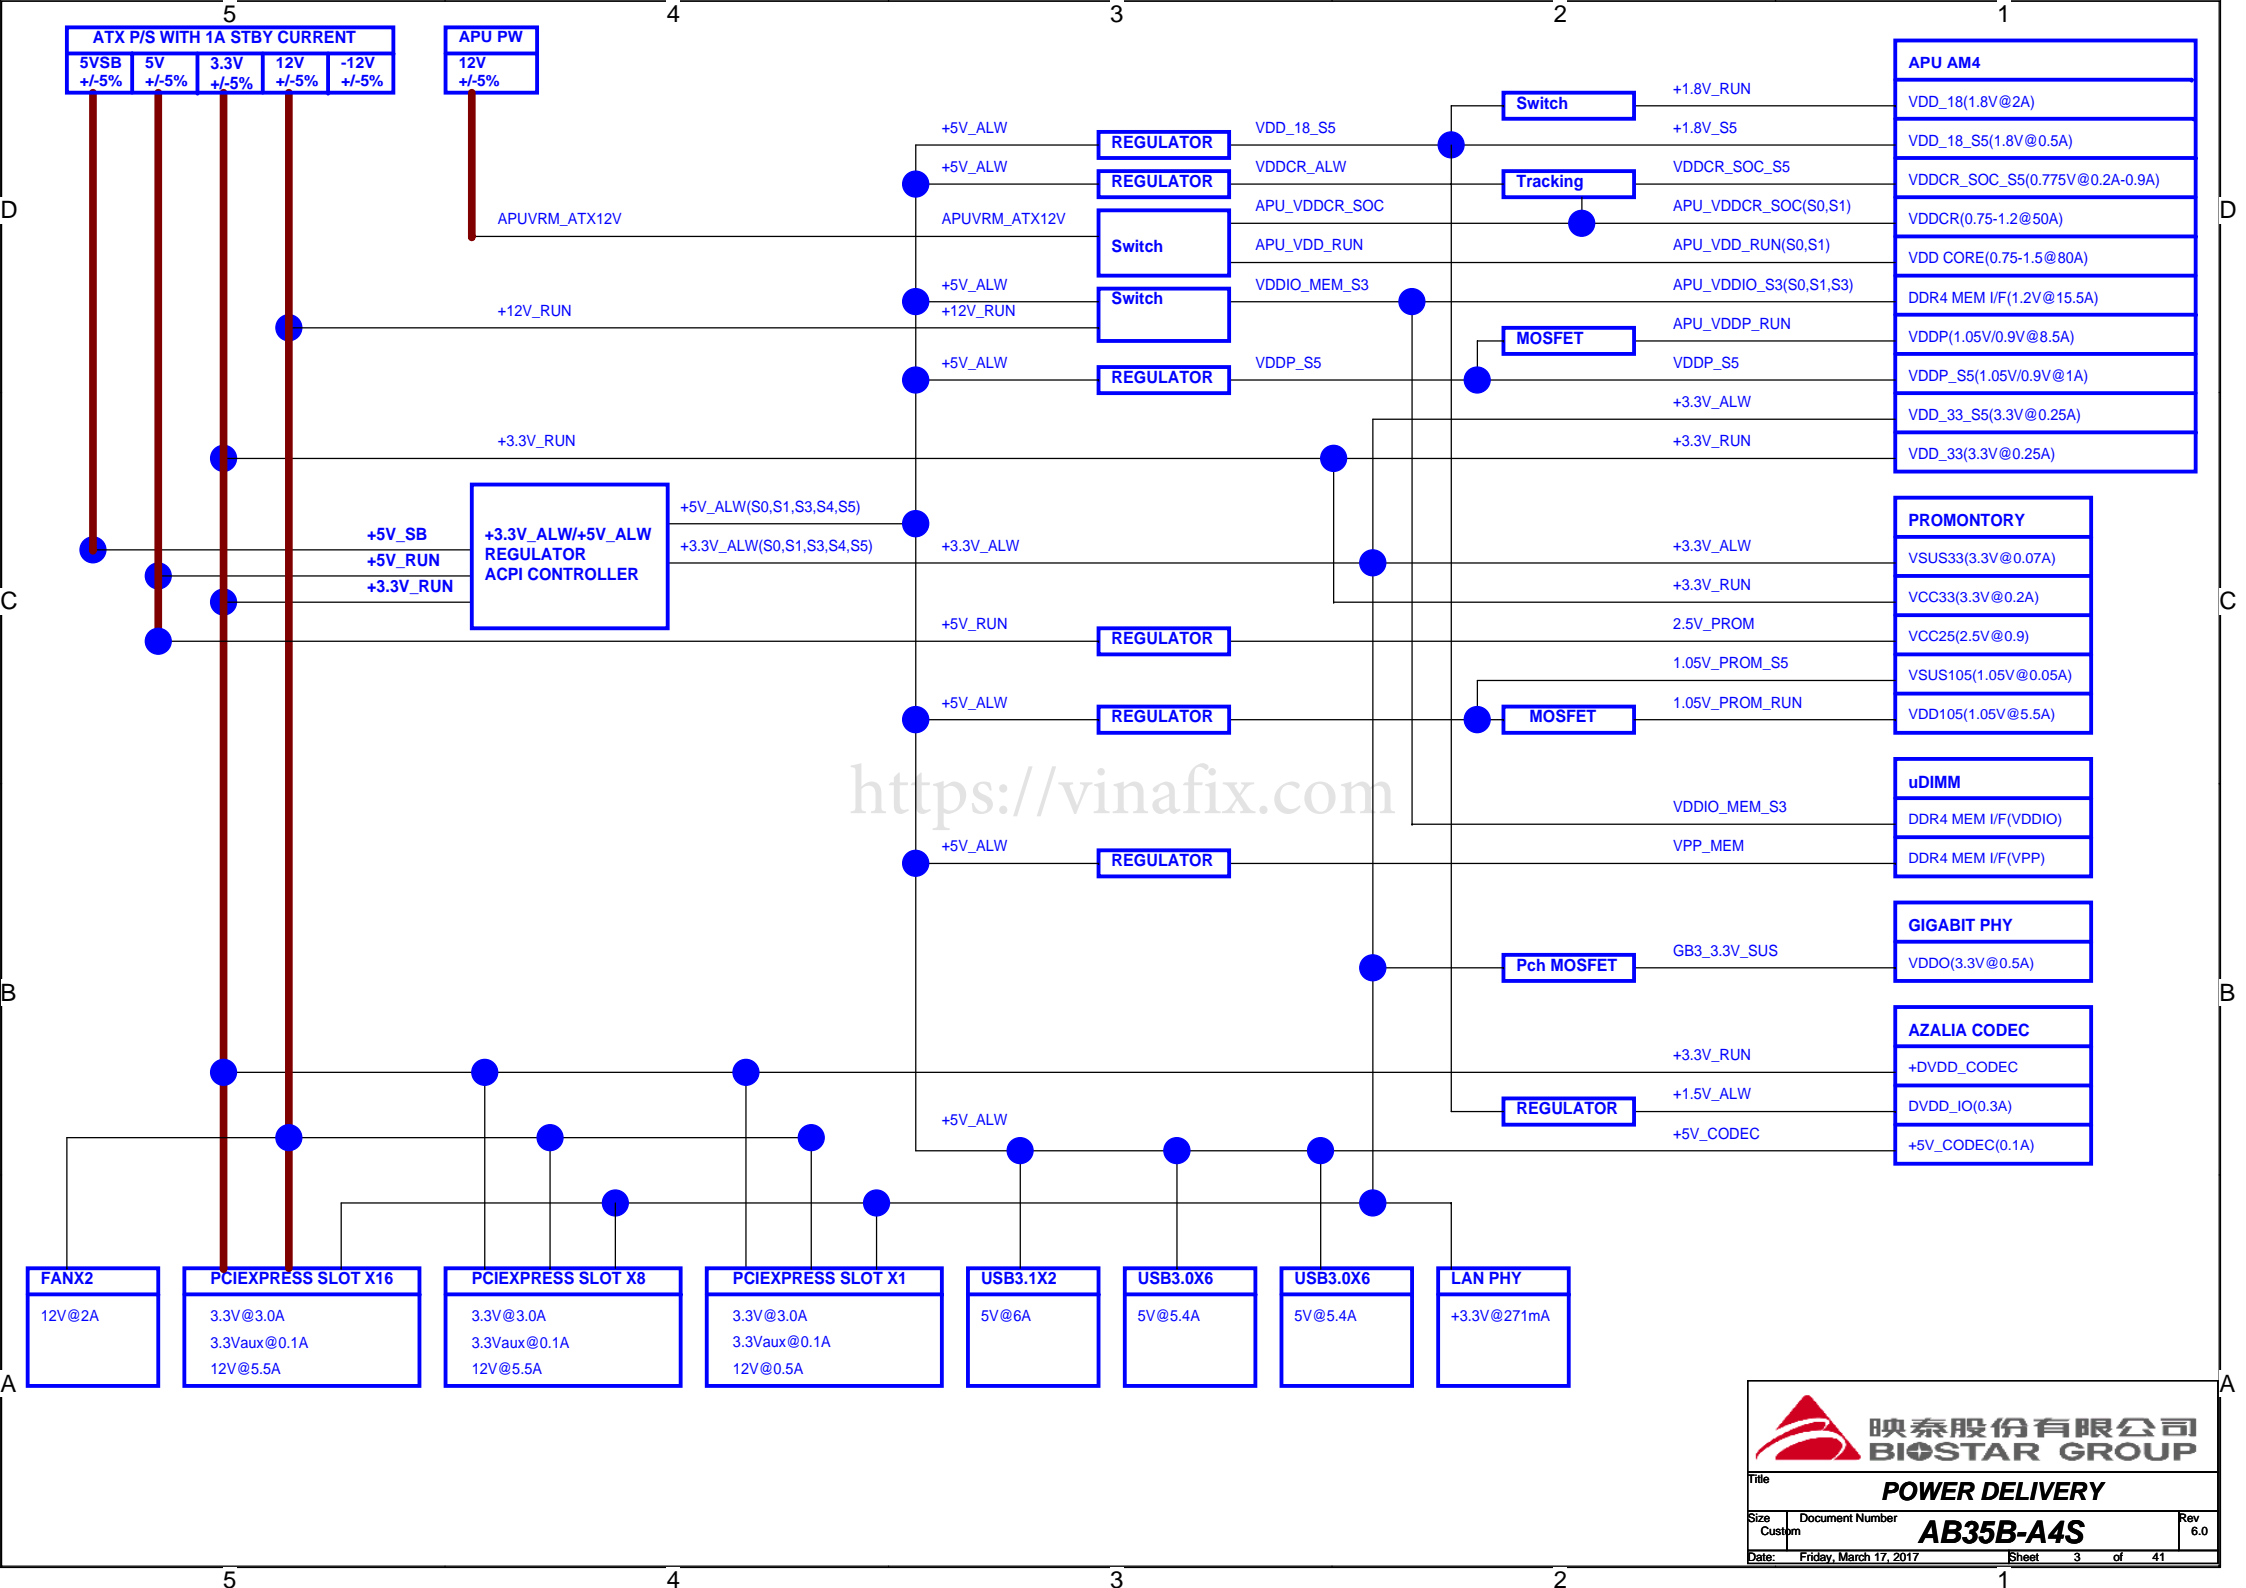 5 4 3 2 1
ATX P/S WITH 1A STBY CURRENT
5VSB 5V 3.3V 12V -12V
+/-5% +/-5% +/-5% +/-5% +/-5%
APU PW
12V
+/-5%
D D
C C
B B
A A
APUVRM_ATX12V
+12V_RUN
+3.3V_RUN
+5V_SB
+5V_RUN
+3.3V_RUN
+3.3V_ALW/+5V_ALW
REGULATOR
ACPI CONTROLLER
+5V_ALW(S0,S1,S3,S4,S5)
+3.3V_ALW(S0,S1,S3,S4,S5)
+5V_ALW REGULATOR VDD_18_S5
+5V_ALW REGULATOR VDDCR_ALW
APUVRM_ATX12V Switch APU_VDDCR_SOC
APU_VDD_RUN
+5V_ALW Switch VDDIO_MEM_S3
+12V_RUN
+5V_ALW REGULATOR VDDP_S5
+3.3V_ALW
+5V_RUN REGULATOR
+5V_ALW REGULATOR
+5V_ALW REGULATOR
+5V_ALW
Switch +1.8V_RUN
+1.8V_S5
Tracking VDDCR_SOC_S5
APU_VDDCR_SOC(S0,S1)
APU_VDD_RUN(S0,S1)
APU_VDDIO_S3(S0,S1,S3)
MOSFET APU_VDDP_RUN
VDDP_S5
+3.3V_ALW
+3.3V_RUN
APU AM4
VDD_18(1.8V@2A)
VDD_18_S5(1.8V@0.5A)
VDDCR_SOC_S5(0.775V@0.2A-0.9A)
VDDCR(0.75-1.2@50A)
VDD CORE(0.75-1.5@80A)
DDR4 MEM I/F(1.2V@15.5A)
VDDP(1.05V/0.9V@8.5A)
VDDP_S5(1.05V/0.9V@1A)
VDD_33_S5(3.3V@0.25A)
VDD_33(3.3V@0.25A)
+3.3V_ALW
+3.3V_RUN
2.5V_PROM
1.05V_PROM_S5
MOSFET 1.05V_PROM_RUN
PROMONTORY
VSUS33(3.3V@0.07A)
VCC33(3.3V@0.2A)
VCC25(2.5V@0.9)
VSUS105(1.05V@0.05A)
VDD105(1.05V@5.5A)
https://vinafix.com
VDDIO_MEM_S3
VPP_MEM
uDIMM
DDR4 MEM I/F(VDDIO)
DDR4 MEM I/F(VPP)
Pch MOSFET GB3_3.3V_SUS
GIGABIT PHY
VDDO(3.3V@0.5A)
+3.3V_RUN
REGULATOR +1.5V_ALW
+5V_CODEC
AZALIA CODEC
+DVDD_CODEC
DVDD_IO(0.3A)
+5V_CODEC(0.1A)
FANX2
12V@2A
PCIEXPRESS SLOT X16
3.3V@3.0A
3.3Vaux@0.1A
12V@5.5A
PCIEXPRESS SLOT X8
3.3V@3.0A
3.3Vaux@0.1A
12V@5.5A
PCIEXPRESS SLOT X1
3.3V@3.0A
3.3Vaux@0.1A
12V@0.5A
USB3.1X2
5V@6A
USB3.0X6
5V@5.4A
USB3.0X6
5V@5.4A
LAN PHY
+3.3V@271mA
映泰股份有限公司
BIOSTAR GROUP
Title
POWER DELIVERY
Size Document Number Rev
Custom AB35B-A4S 6.0
Date: Friday, March 17, 2017 Sheet 3 of 41
5 4 3 2 1